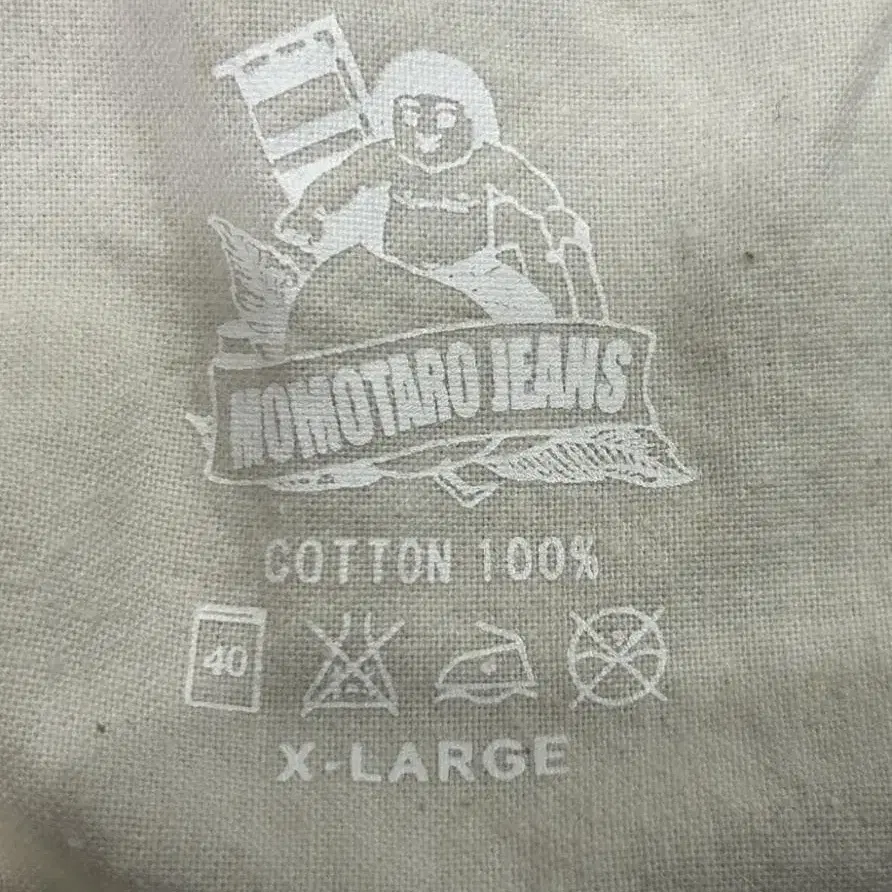 MOMOTARO JEANS
COTTON 100%
40
X-LARGE